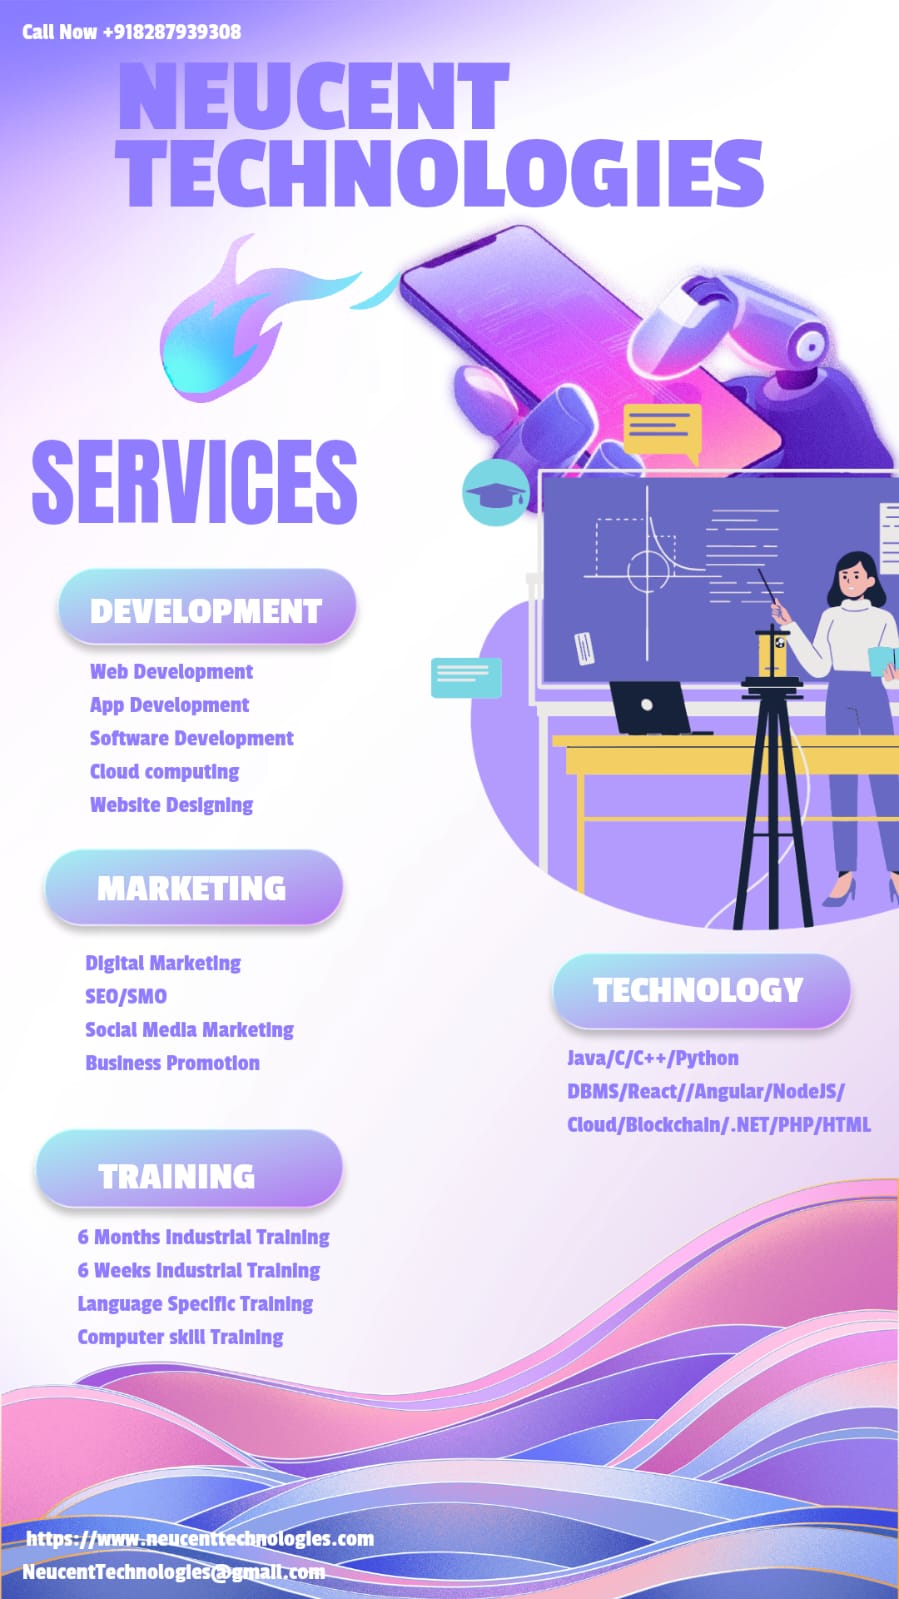 Call Now +918287939308
NEUCENT
TECHNOLOGIES
SERVICES
DEVELOPMENT
Web Development
App Development
Software Development
Cloud computing
Website Designing
MARKETING
Digital Marketing
SEO/SMO
Social Media Marketing
Business Promotion
TECHNOLOGY
Java/C/C++/Python
DBMS/React//Angular/NodeJS/
Cloud/Blockchain/.NET/PHP/HTML
TRAINING
6 Months Industrial Training
6 Weeks Industrial Training
Language Specific Training
Computer skill Training
https://www.neucenttechnologies.com
NeucentTechnologies@gmail.com